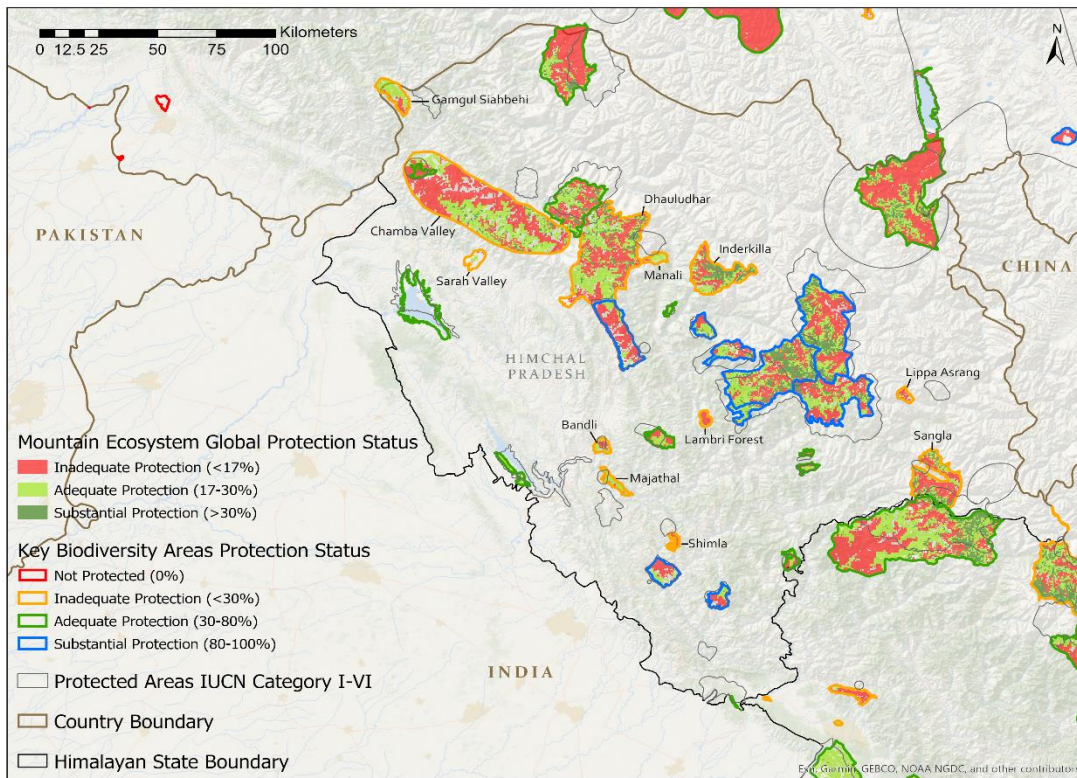 Kilometers
0 12.5 25 50 75 100
N
Gamgul Siahbehi
Dhauludhar
PAKISTAN
Chamba Valley
Inderkilla
Manali
CHINA
Sarah Valley
HIMCHAL
PRADESH
Lippa Asrang
Bandli
Lambri Forest
Sangla
Majathal
Shimla
INDIA
Mountain Ecosystem Global Protection Status
Inadequate Protection (<17%)
Adequate Protection (17-30%)
Substantial Protection (>30%)
Key Biodiversity Areas Protection Status
Not Protected (0%)
Inadequate Protection (<30%)
Adequate Protection (30-80%)
Substantial Protection (80-100%)
Protected Areas IUCN Category I-VI
Country Boundary
Himalayan State Boundary
Esri, Garmin, GEBCO, NOAA NGDC, and other contributors